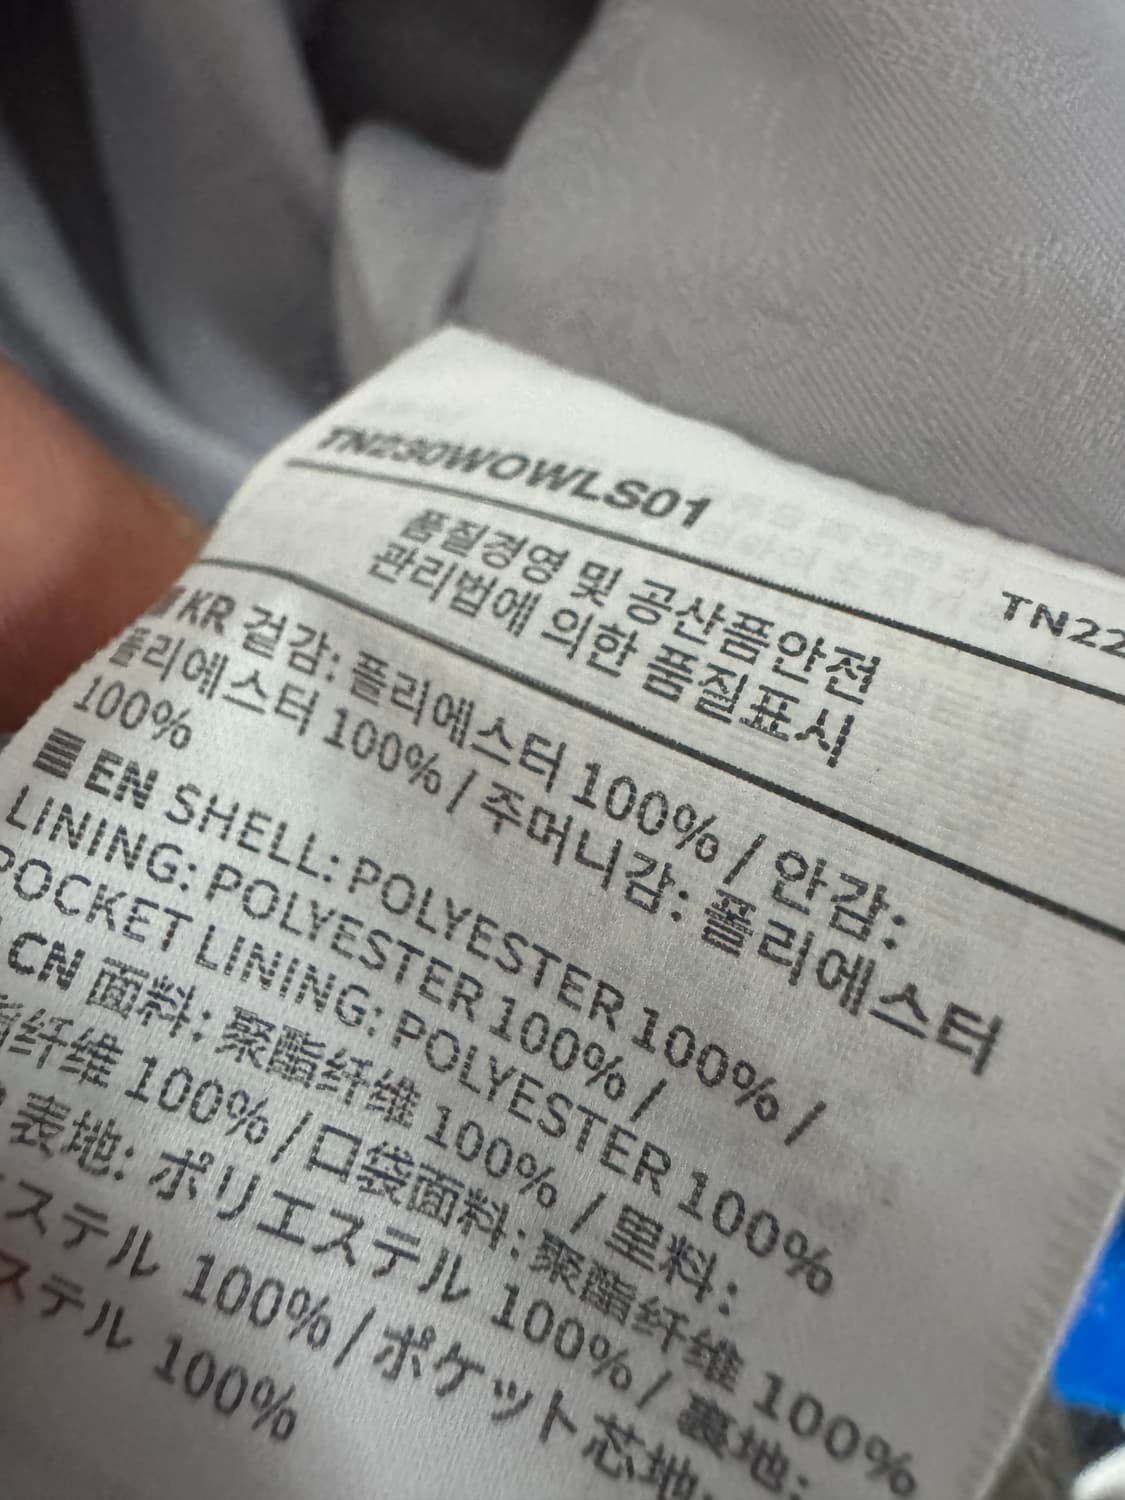 TN230WOWLS01
TN22
품질경영 및 공산품안전
관리법에 의한 품질표시
KR 겉감: 폴리에스터 100% / 안감:
폴리에스터 100% / 주머니감: 폴리에스터
100%
EN SHELL: POLYESTER 100% /
LINING: POLYESTER 100% /
POCKET LINING: POLYESTER 100%
CN 面料: 聚酯纤维 100% / 里料:
酯纤维 100% / 口袋面料: 聚酯纤维 100%
表地: ポリエステル 100% / 裏地:
エステル 100% / ポケット芯地:
ステル 100%